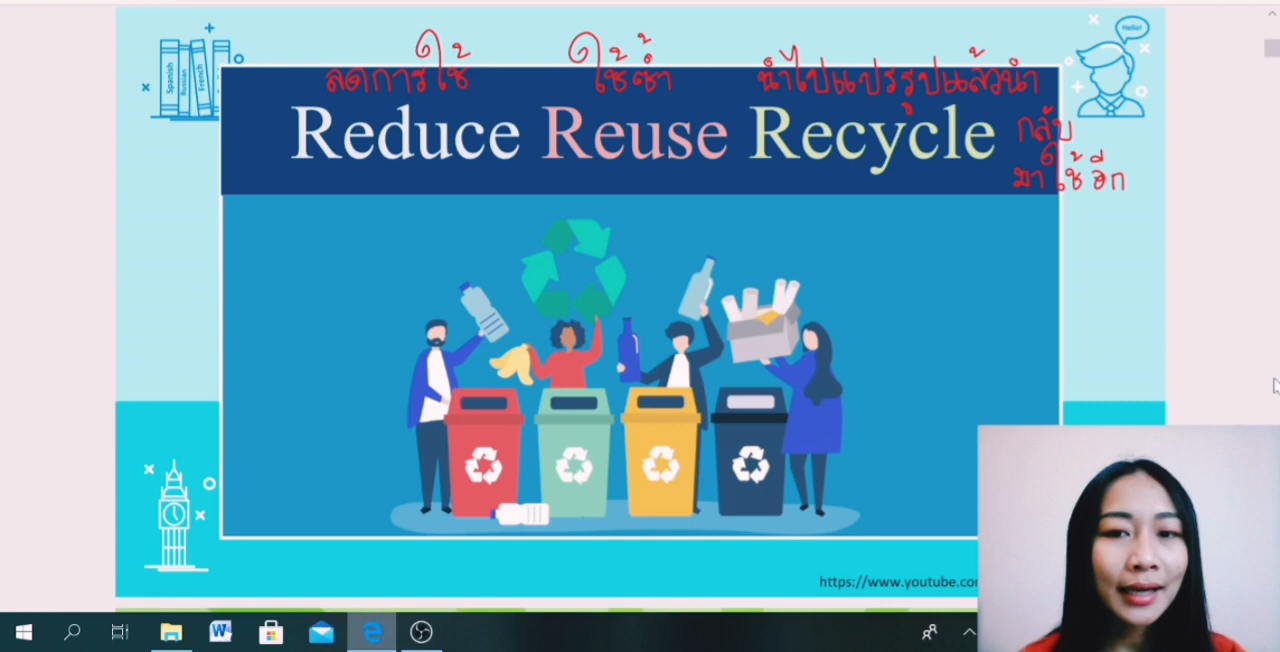 Hello!
Spanish
Russian
French
ลดการใช้ ใช้ซ้ำ นำไปแปรรูปแล้วนำ
Reduce Reuse Recycle กลับ
มาใช้อีก
https://www.youtube.com